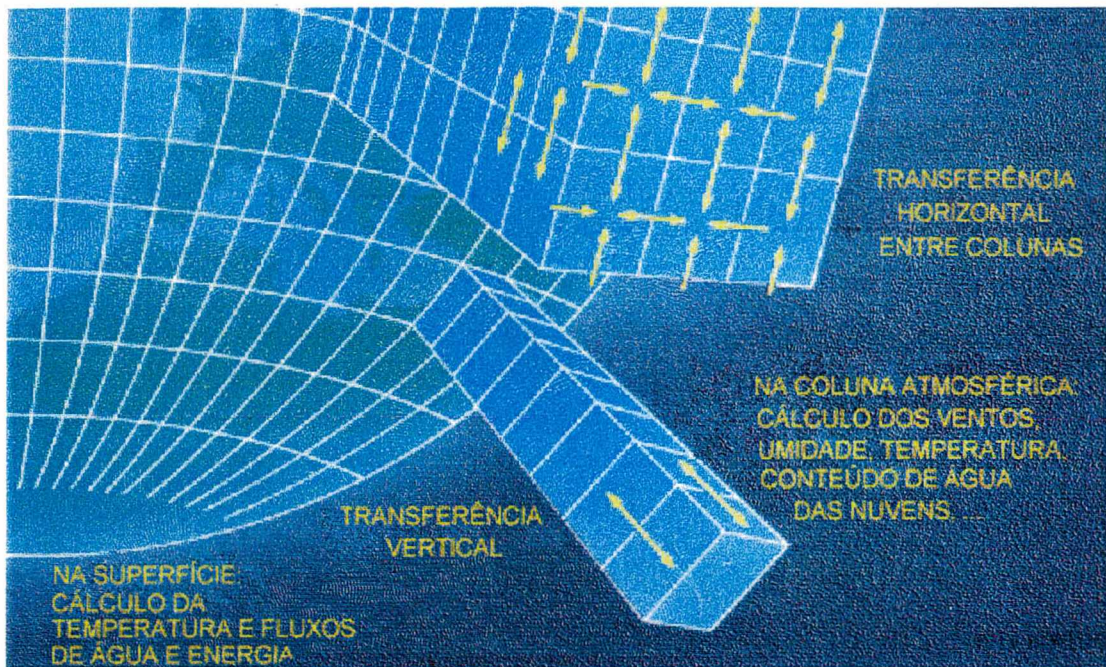 TRANSFERÊNCIA
HORIZONTAL
ENTRE COLUNAS
NA COLUNA ATMOSFÉRICA:
CÁLCULO DOS VENTOS,
UMIDADE, TEMPERATURA,
CONTEÚDO DE ÁGUA
DAS NUVENS, ...
TRANSFERÊNCIA
VERTICAL
NA SUPERFÍCIE:
CÁLCULO DA
TEMPERATURA E FLUXOS
DE ÁGUA E ENERGIA